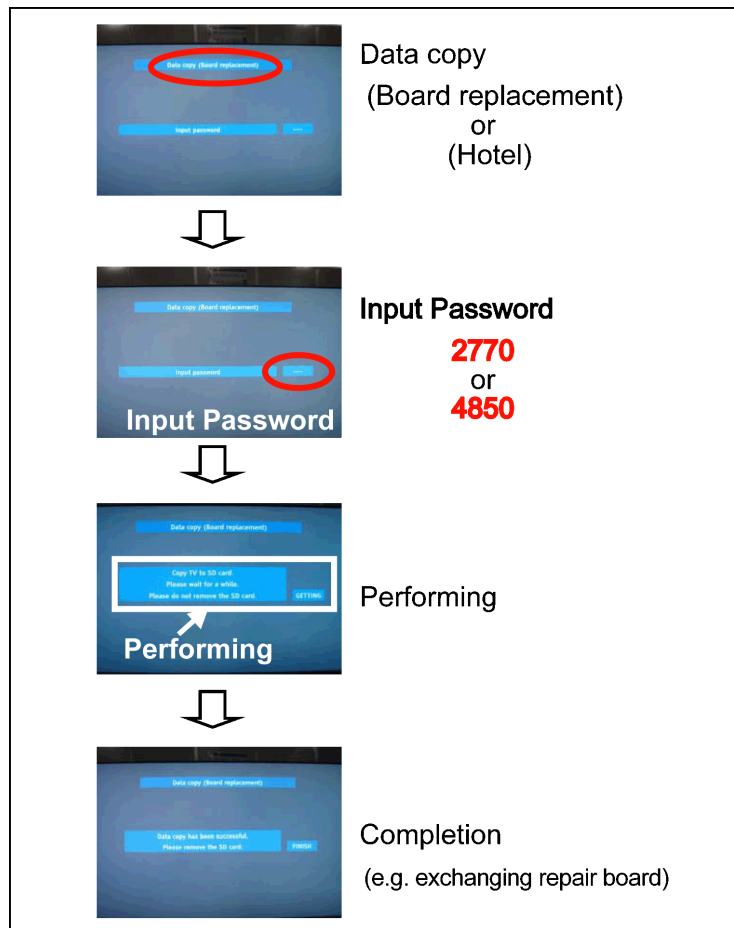 Data copy (Board replacement)
Input password
----
Data copy
(Board replacement)
or
(Hotel)
Data copy (Board replacement)
Input password
----
Input Password
Input Password
2770
or
4850
Data copy (Board replacement)
Copy TV to SD card.
Please wait for a while.
Please do not remove the SD card.
GETTING
Performing
Performing
Data copy (Board replacement)
Data copy has been successful.
Please remove the SD card.
FINISH
Completion
(e.g. exchanging repair board)